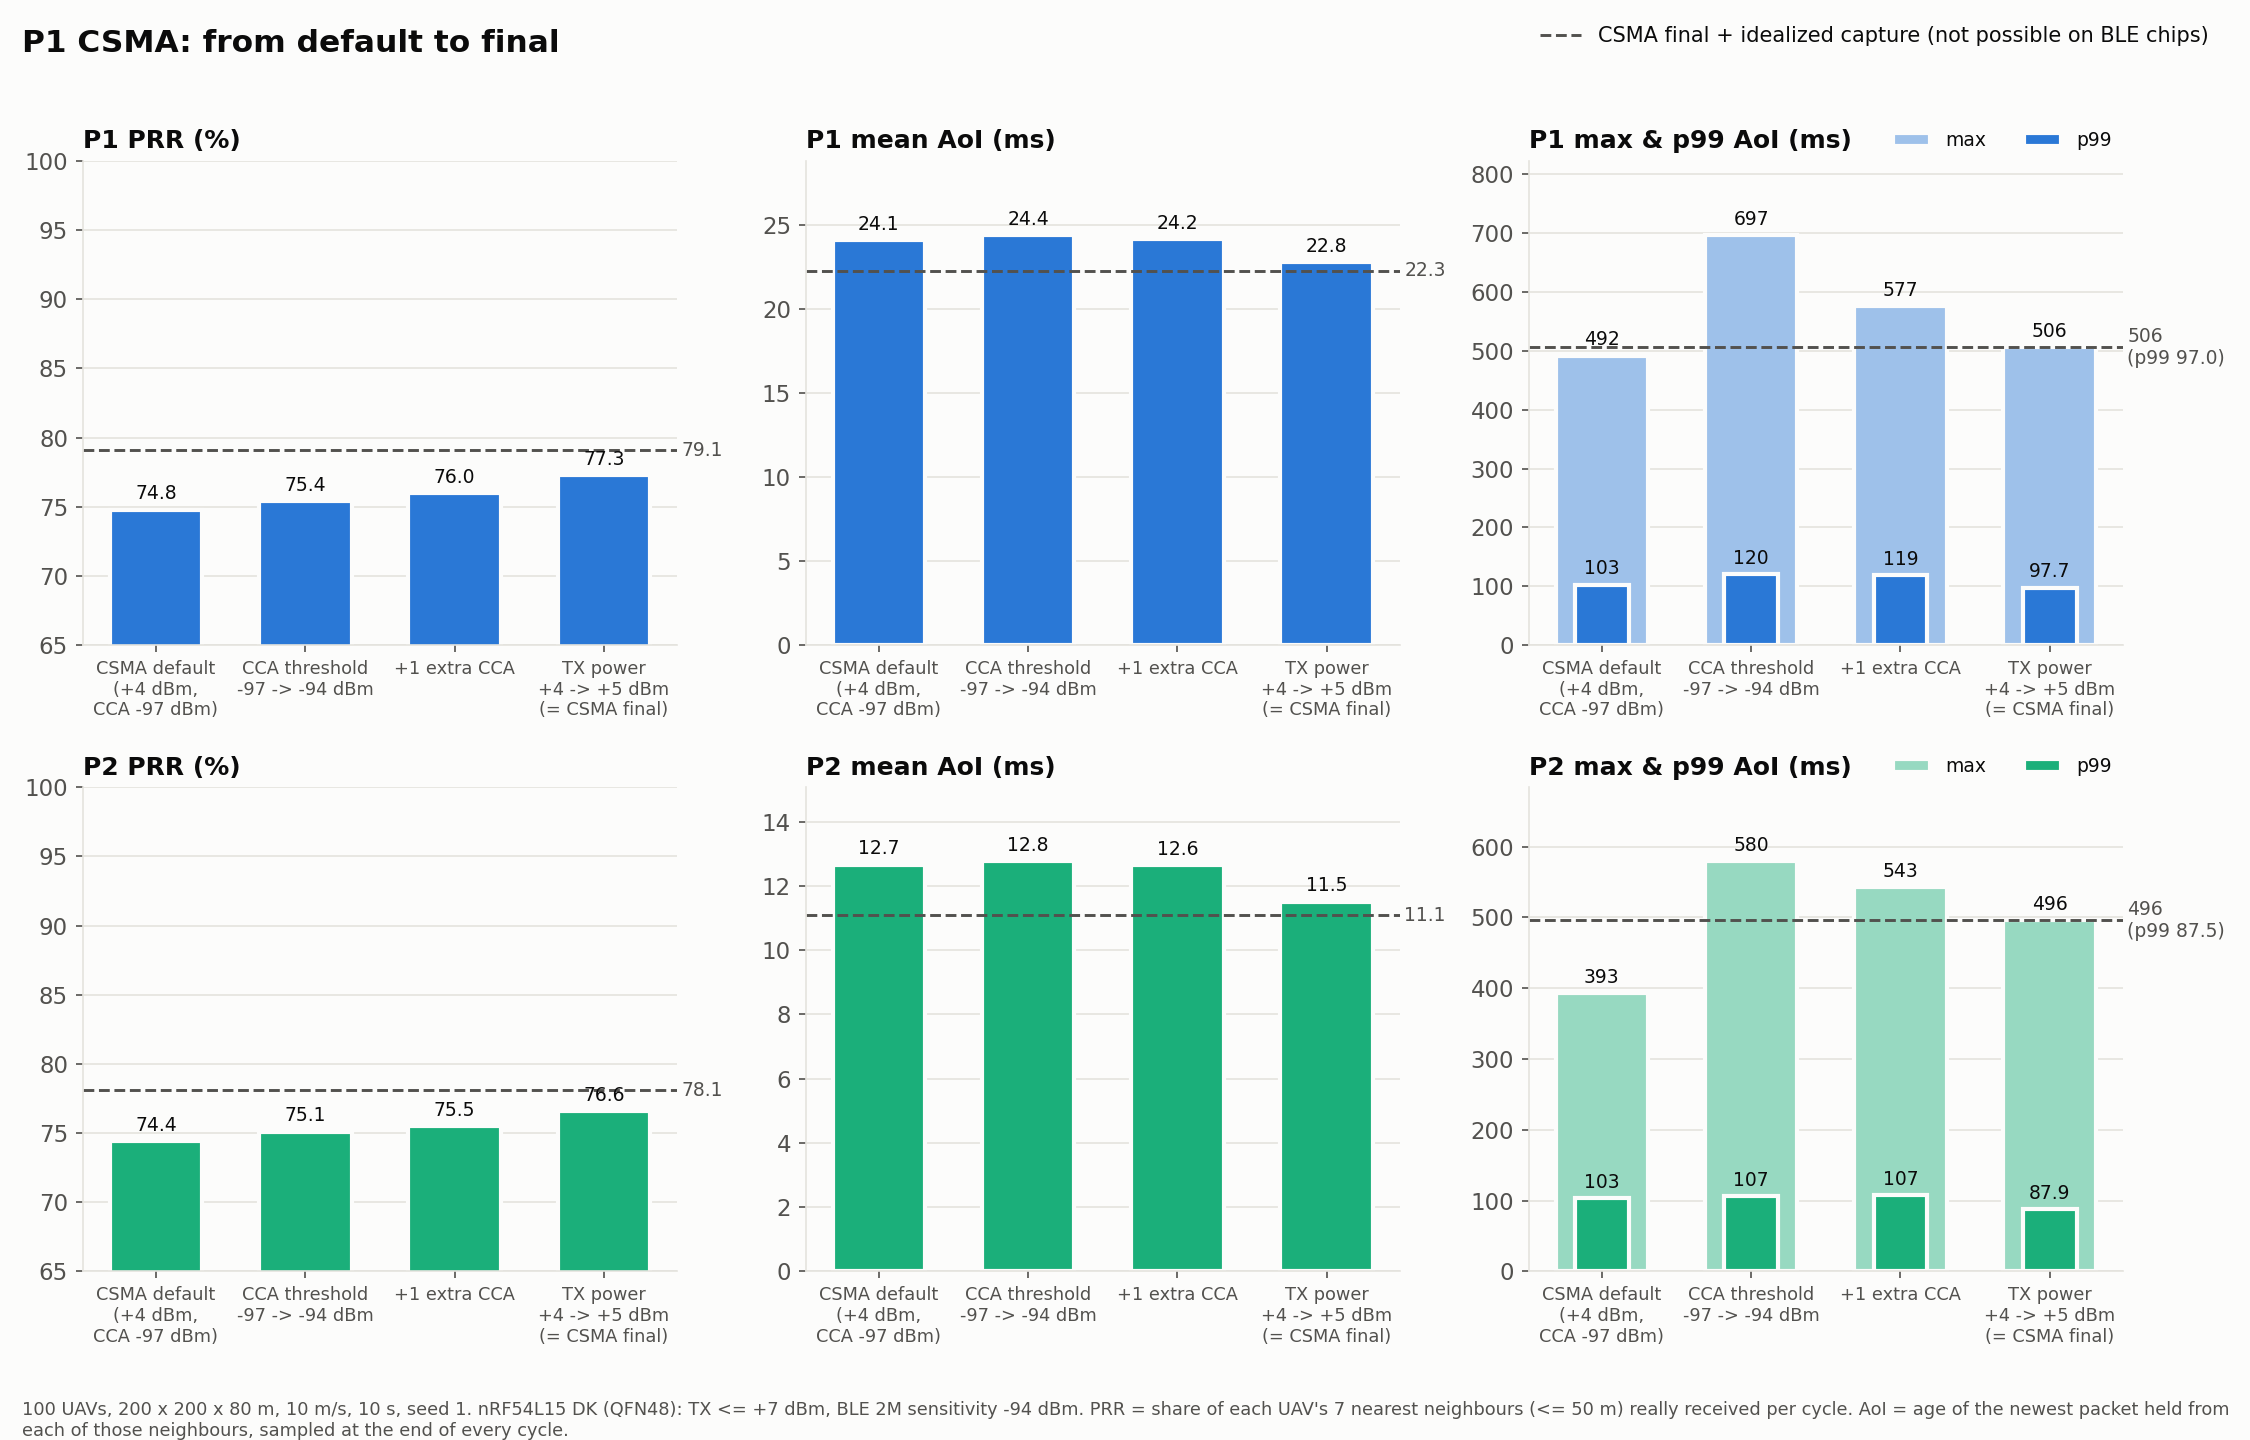 P1 CSMA: from default to final
CSMA final + idealized capture (not possible on BLE chips)
P1 PRR (%)
100
95
90
85
80
75
70
65
74.8
75.4
76.0
77.3
79.1
CSMA default
(+4 dBm,
CCA -97 dBm)
CCA threshold
-97 -> -94 dBm
+1 extra CCA
TX power
+4 -> +5 dBm
(= CSMA final)
P1 mean AoI (ms)
25
20
15
10
5
0
24.1
24.4
24.2
22.8
22.3
CSMA default
(+4 dBm,
CCA -97 dBm)
CCA threshold
-97 -> -94 dBm
+1 extra CCA
TX power
+4 -> +5 dBm
(= CSMA final)
P1 max & p99 AoI (ms)
max
p99
800
700
600
500
400
300
200
100
0
492
697
577
506
103
120
119
97.7
506
(p99 97.0)
CSMA default
(+4 dBm,
CCA -97 dBm)
CCA threshold
-97 -> -94 dBm
+1 extra CCA
TX power
+4 -> +5 dBm
(= CSMA final)
P2 PRR (%)
100
95
90
85
80
75
70
65
74.4
75.1
75.5
76.6
78.1
CSMA default
(+4 dBm,
CCA -97 dBm)
CCA threshold
-97 -> -94 dBm
+1 extra CCA
TX power
+4 -> +5 dBm
(= CSMA final)
P2 mean AoI (ms)
14
12
10
8
6
4
2
0
12.7
12.8
12.6
11.5
11.1
CSMA default
(+4 dBm,
CCA -97 dBm)
CCA threshold
-97 -> -94 dBm
+1 extra CCA
TX power
+4 -> +5 dBm
(= CSMA final)
P2 max & p99 AoI (ms)
max
p99
600
500
400
300
200
100
0
393
580
543
496
103
107
107
87.9
496
(p99 87.5)
CSMA default
(+4 dBm,
CCA -97 dBm)
CCA threshold
-97 -> -94 dBm
+1 extra CCA
TX power
+4 -> +5 dBm
(= CSMA final)
100 UAVs, 200 x 200 x 80 m, 10 m/s, 10 s, seed 1. nRF54L15 DK (QFN48): TX <= +7 dBm, BLE 2M sensitivity -94 dBm. PRR = share of each UAV's 7 nearest neighbours (<= 50 m) really received per cycle. AoI = age of the newest packet held from
each of those neighbours, sampled at the end of every cycle.